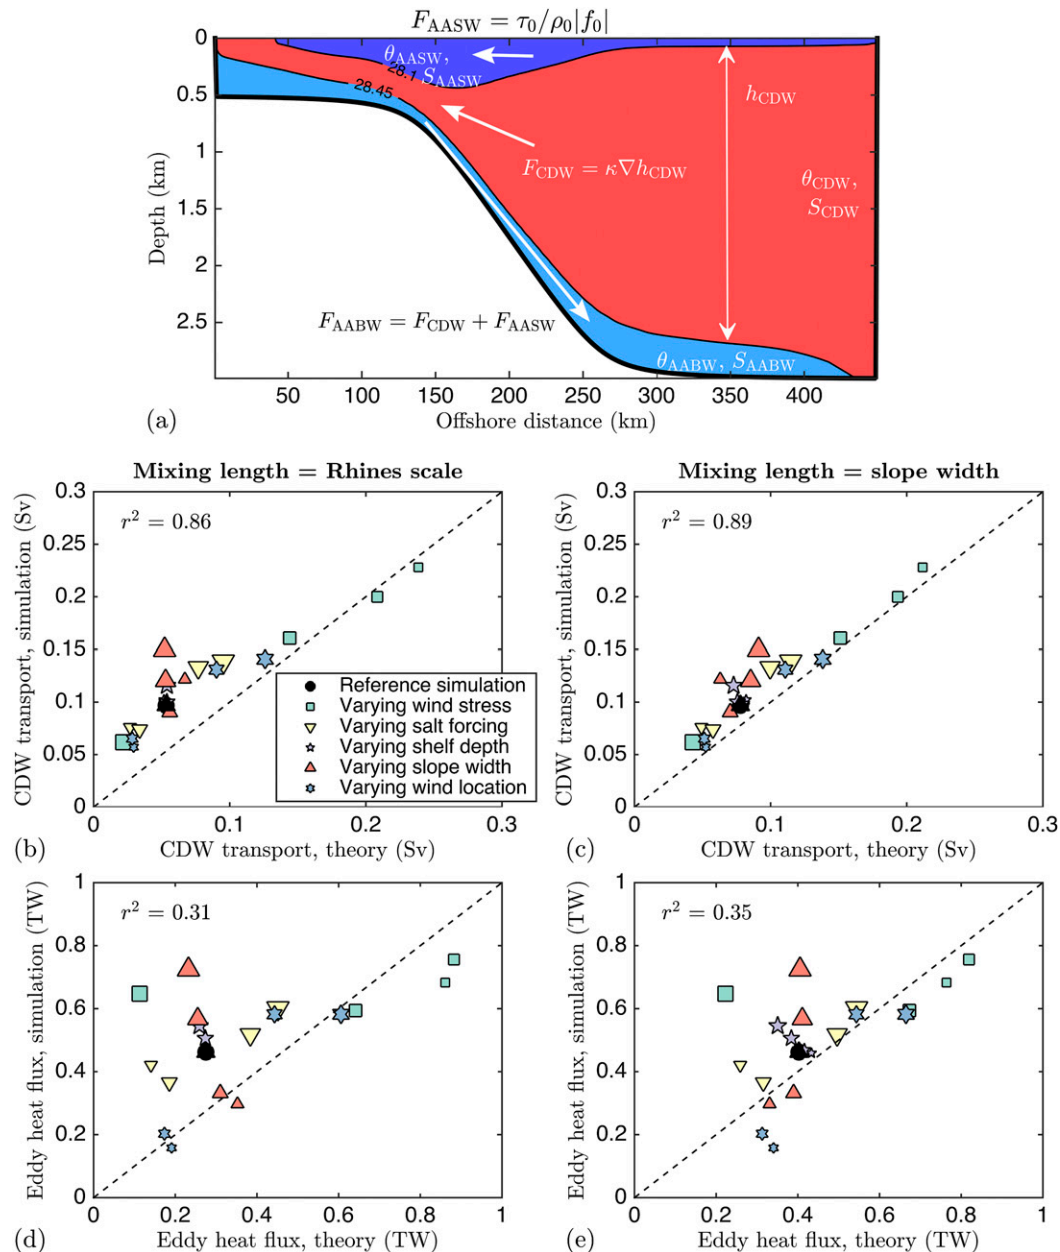 F_AASW = τ_0/ρ_0|f_0|
0
0.5
1
1.5
2
2.5
Depth (km)
θ_AASW,
S_AASW
28.1
28.45
h_CDW
F_CDW = κ∇h_CDW
θ_CDW,
S_CDW
F_AABW = F_CDW + F_AASW
θ_AABW, S_AABW
50 100 150 200 250 300 350 400
(a) Offshore distance (km)
Mixing length = Rhines scale
CDW transport, simulation (Sv)
0.3
0.25
0.2
0.15
0.1
0.05
0
r² = 0.86
Reference simulation
Varying wind stress
Varying salt forcing
Varying shelf depth
Varying slope width
Varying wind location
0 0.1 0.2 0.3
(b) CDW transport, theory (Sv)
Mixing length = slope width
CDW transport, simulation (Sv)
0.3
0.25
0.2
0.15
0.1
0.05
0
r² = 0.89
0 0.1 0.2 0.3
(c) CDW transport, theory (Sv)
Eddy heat flux, simulation (TW)
1
0.8
0.6
0.4
0.2
0
r² = 0.31
0 0.2 0.4 0.6 0.8 1
(d) Eddy heat flux, theory (TW)
Eddy heat flux, simulation (TW)
1
0.8
0.6
0.4
0.2
0
r² = 0.35
0 0.2 0.4 0.6 0.8 1
(e) Eddy heat flux, theory (TW)